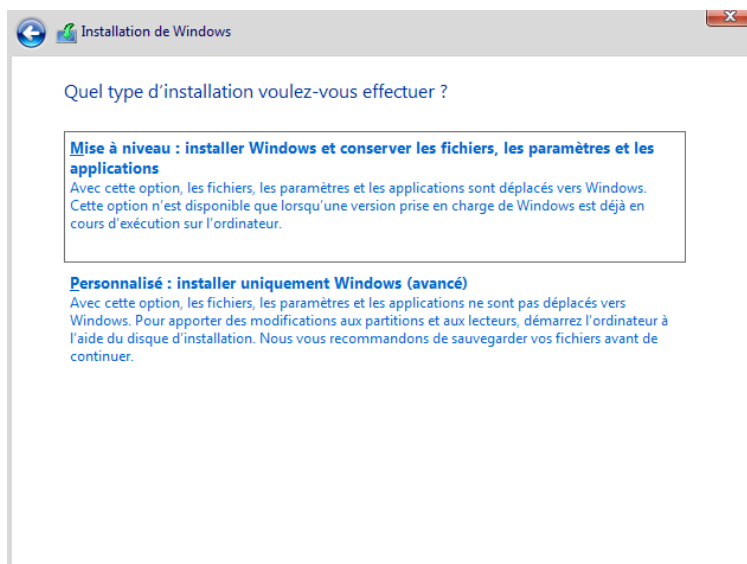 Installation de Windows
Quel type d’installation voulez-vous effectuer ?
Mise à niveau : installer Windows et conserver les fichiers, les paramètres et les
applications
Avec cette option, les fichiers, les paramètres et les applications sont déplacés vers Windows.
Cette option n’est disponible que lorsqu’une version prise en charge de Windows est déjà en
cours d’exécution sur l’ordinateur.
Personnalisé : installer uniquement Windows (avancé)
Avec cette option, les fichiers, les paramètres et les applications ne sont pas déplacés vers
Windows. Pour apporter des modifications aux partitions et aux lecteurs, démarrez l’ordinateur à
l’aide du disque d’installation. Nous vous recommandons de sauvegarder vos fichiers avant de
continuer.